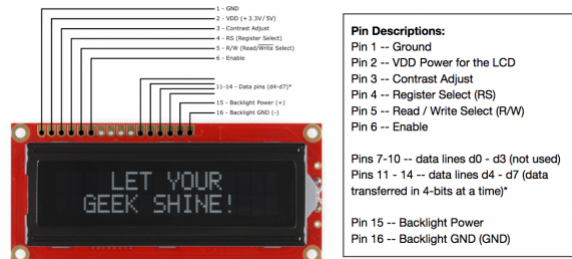 1 - GND
2 - VDD (+3.3V/5V)
3 - Contrast Adjust
4 - RS (Register Select)
5 - R/W (Read/Write Select)
6 - Enable
11-14 - Data pins (d4-d7)*
15 - Backlight Power (+)
16 - Backlight GND (-)
LET YOUR
GEEK SHINE!
Pin Descriptions:
Pin 1 -- Ground
Pin 2 -- VDD Power for the LCD
Pin 3 -- Contrast Adjust
Pin 4 -- Register Select (RS)
Pin 5 -- Read / Write Select (R/W)
Pin 6 -- Enable
Pins 7-10 -- data lines d0 - d3 (not used)
Pins 11 - 14 -- data lines d4 - d7 (data
transferred in 4-bits at a time)*
Pin 15 -- Backlight Power
Pin 16 -- Backlight GND (GND)